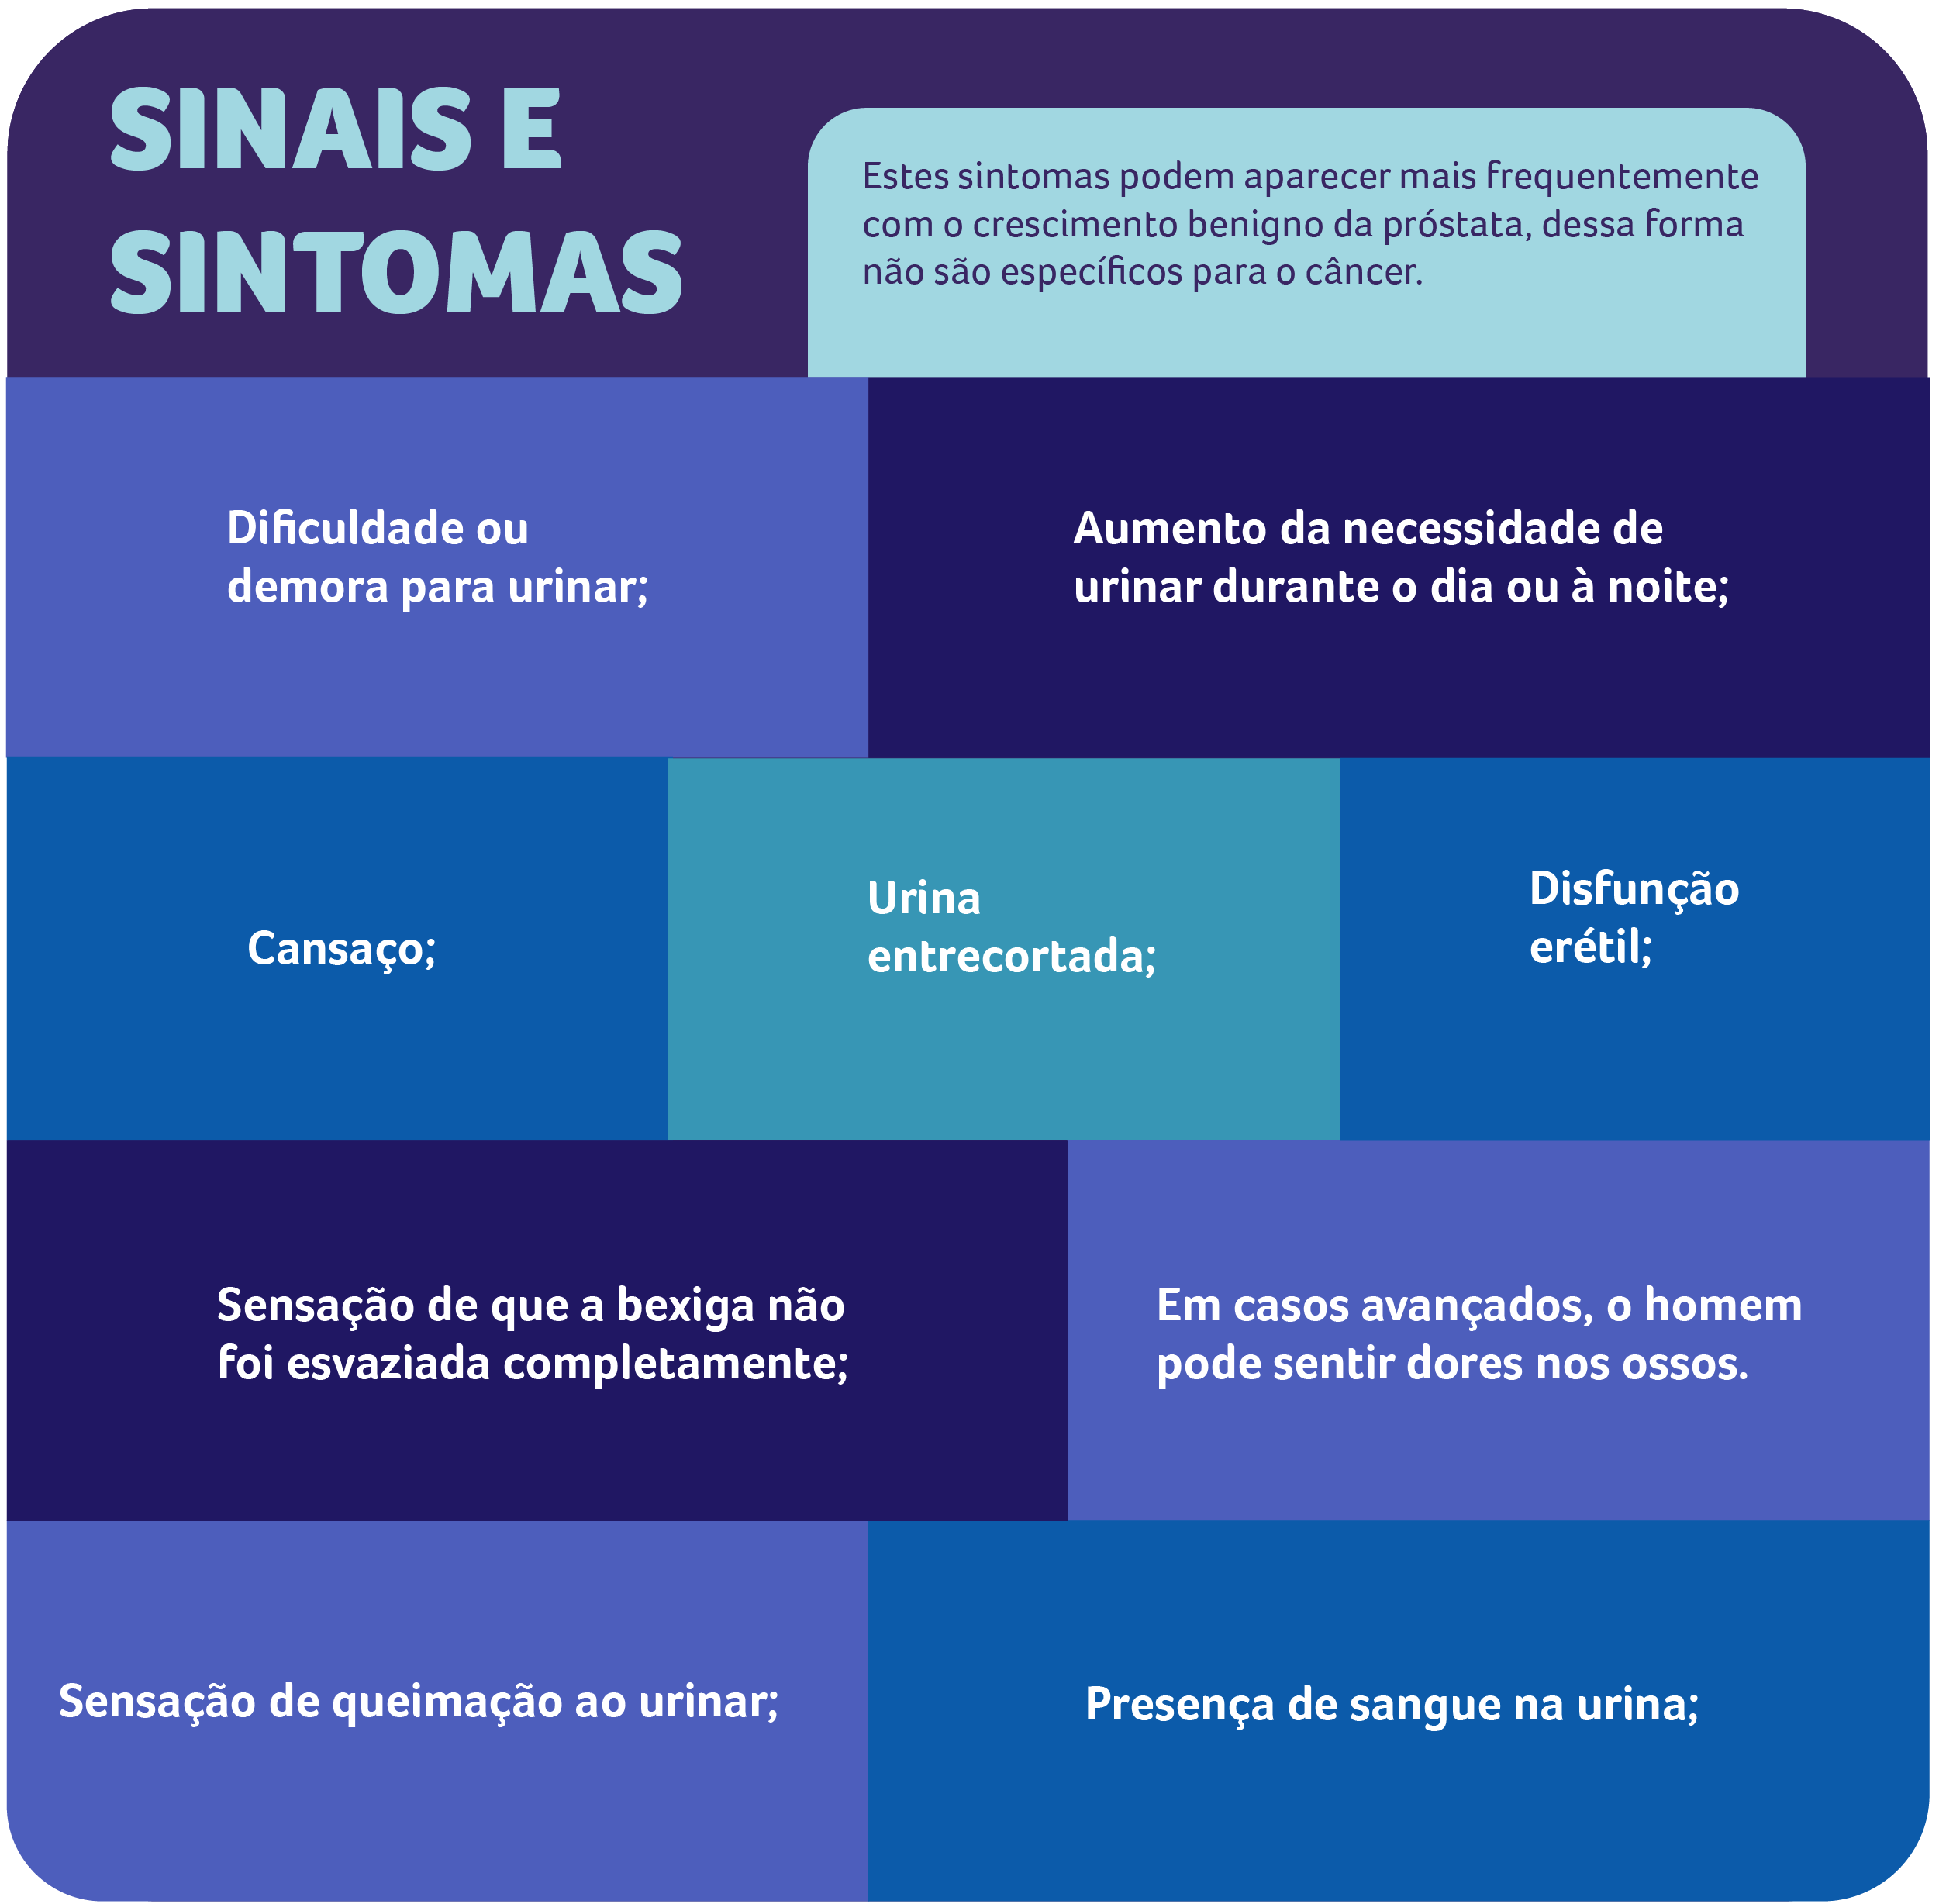 SINAIS E
SINTOMAS
Estes sintomas podem aparecer mais frequentemente
com o crescimento benigno da próstata, dessa forma
não são específicos para o câncer.
Dificuldade ou
demora para urinar;
Aumento da necessidade de
urinar durante o dia ou à noite;
Cansaço;
Urina
entrecortada;
Disfunção
erétil;
Sensação de que a bexiga não
foi esvaziada completamente;
Em casos avançados, o homem
pode sentir dores nos ossos.
Sensação de queimação ao urinar;
Presença de sangue na urina;